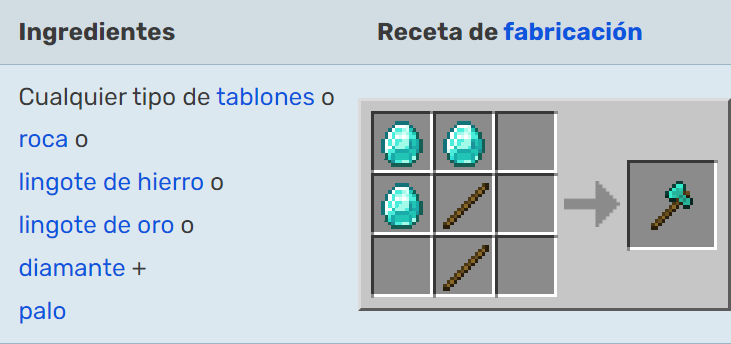 Ingredientes
Receta de fabricación
Cualquier tipo de tablones o
roca o
lingote de hierro o
lingote de oro o
diamante +
palo